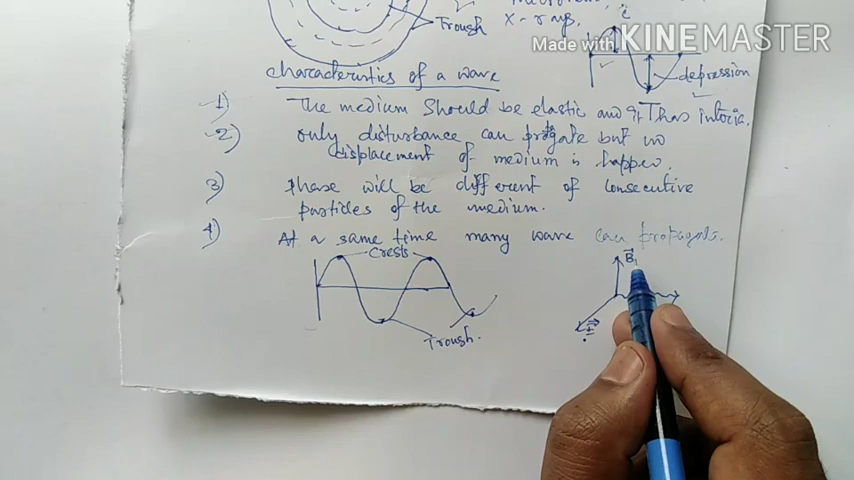 Trough
X-rays.
Made with KINEMASTER
depression
characteristics of a wave
1) The medium should be elastic and It has intoria.
2) only disturbance can progate but no
displacement of medium is happen.
3) Phase will be different of consecutive
particles of the medium.
4) At a same time many wave can propagate.
Crests
B
Trough.